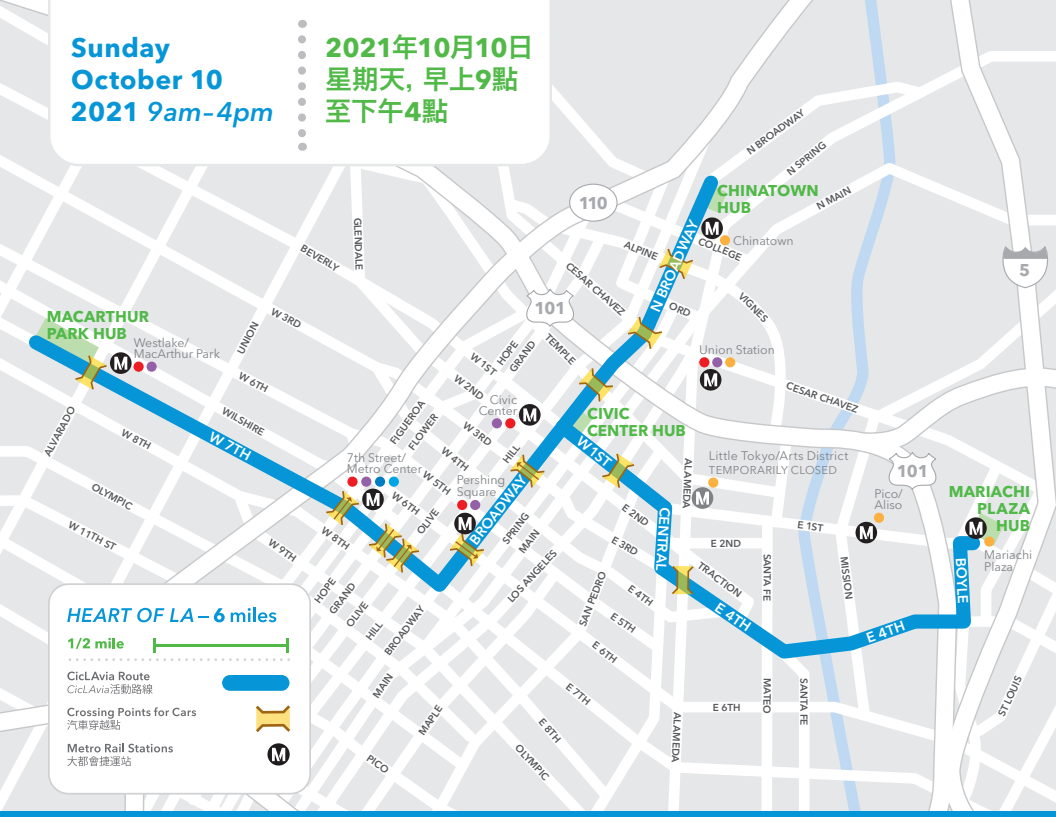 Sunday
October 10
2021 9am–4pm
2021年10月10日
星期天, 早上9點
至下午4點
N BROADWAY
N SPRING
N MAIN
110
CHINATOWN
HUB
M
Chinatown
COLLEGE
ALPINE
N BROADWAY
GLENDALE
BEVERLY
CESAR CHAVEZ
ORD
VIGNES
5
101
MACARTHUR
PARK HUB
Westlake/
MacArthur Park
M
UNION
W 3RD
W 6TH
WILSHIRE
W 7TH
ALVARADO
W 8TH
OLYMPIC
W 11TH ST
W 9TH
HOPE
GRAND
TEMPLE
W 1ST
W 2ND
W 3RD
W 4TH
W 5TH
W 6TH
W 8TH
FIGUEROA
FLOWER
HILL
OLIVE
Civic
Center
M
Union Station
M
CESAR CHAVEZ
CIVIC
CENTER HUB
7th Street/
Metro Center
M
Pershing
Square
M
BROADWAY
SPRING
MAIN
LOS ANGELES
W 1ST
ALAMEDA
Little Tokyo/Arts District
TEMPORARILY CLOSED
M
101
Pico/
Aliso
M
MARIACHI
PLAZA
HUB
M
Mariachi
Plaza
E 1ST
E 2ND
E 2ND
E 3RD
CENTRAL
TRACTION
SANTA FE
MISSION
BOYLE
E 4TH
E 4TH
E 4TH
SAN PEDRO
E 5TH
E 6TH
E 7TH
E 8TH
OLYMPIC
E 6TH
ALAMEDA
MATEO
SANTA FE
ST LOUIS
HOPE
GRAND
OLIVE
HILL
BROADWAY
MAIN
MAPLE
PICO
HEART OF LA – 6 miles
1/2 mile
CicLAvia Route
CicLAvia活動路線
Crossing Points for Cars
汽車穿越點
Metro Rail Stations
大都會捷運站
M